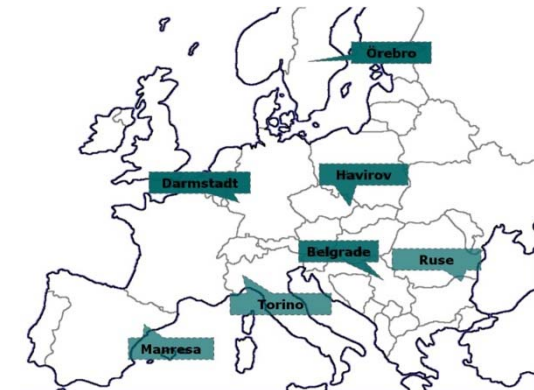 Örebro
Darmstadt
Havirov
Belgrade
Ruse
Torino
Manresa